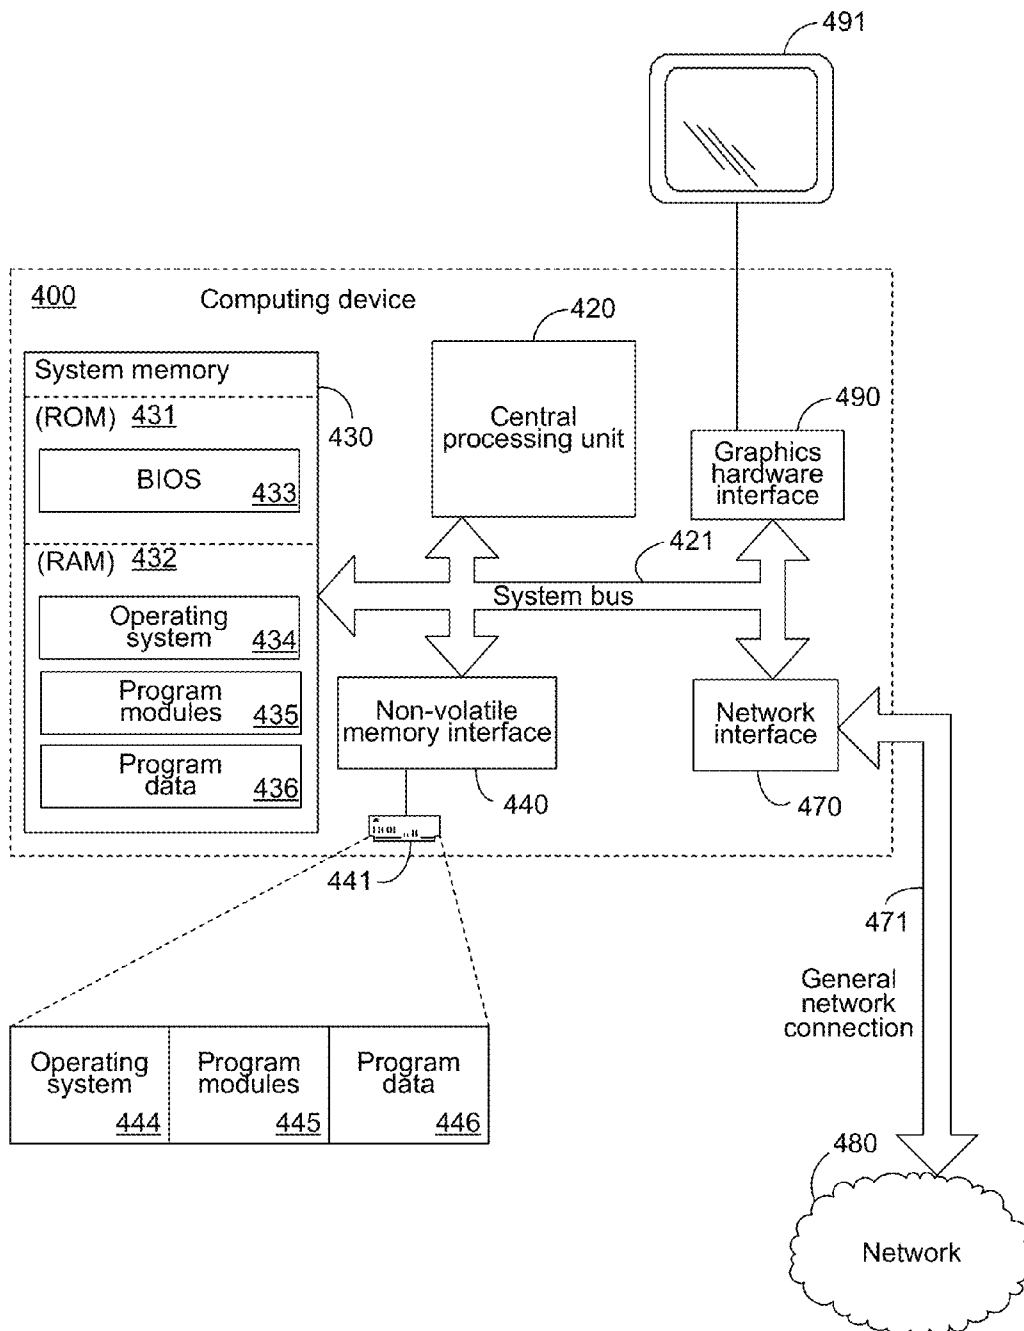 491
400
Computing device
420
System memory
430
(ROM) 431
BIOS
433
Central
processing unit
490
Graphics
hardware
interface
(RAM) 432
421
System bus
Operating
system
434
Program
modules
435
Program
data
436
Non-volatile
memory interface
440
Network
interface
470
441
471
General
network
connection
Operating
system
444
Program
modules
445
Program
data
446
480
Network